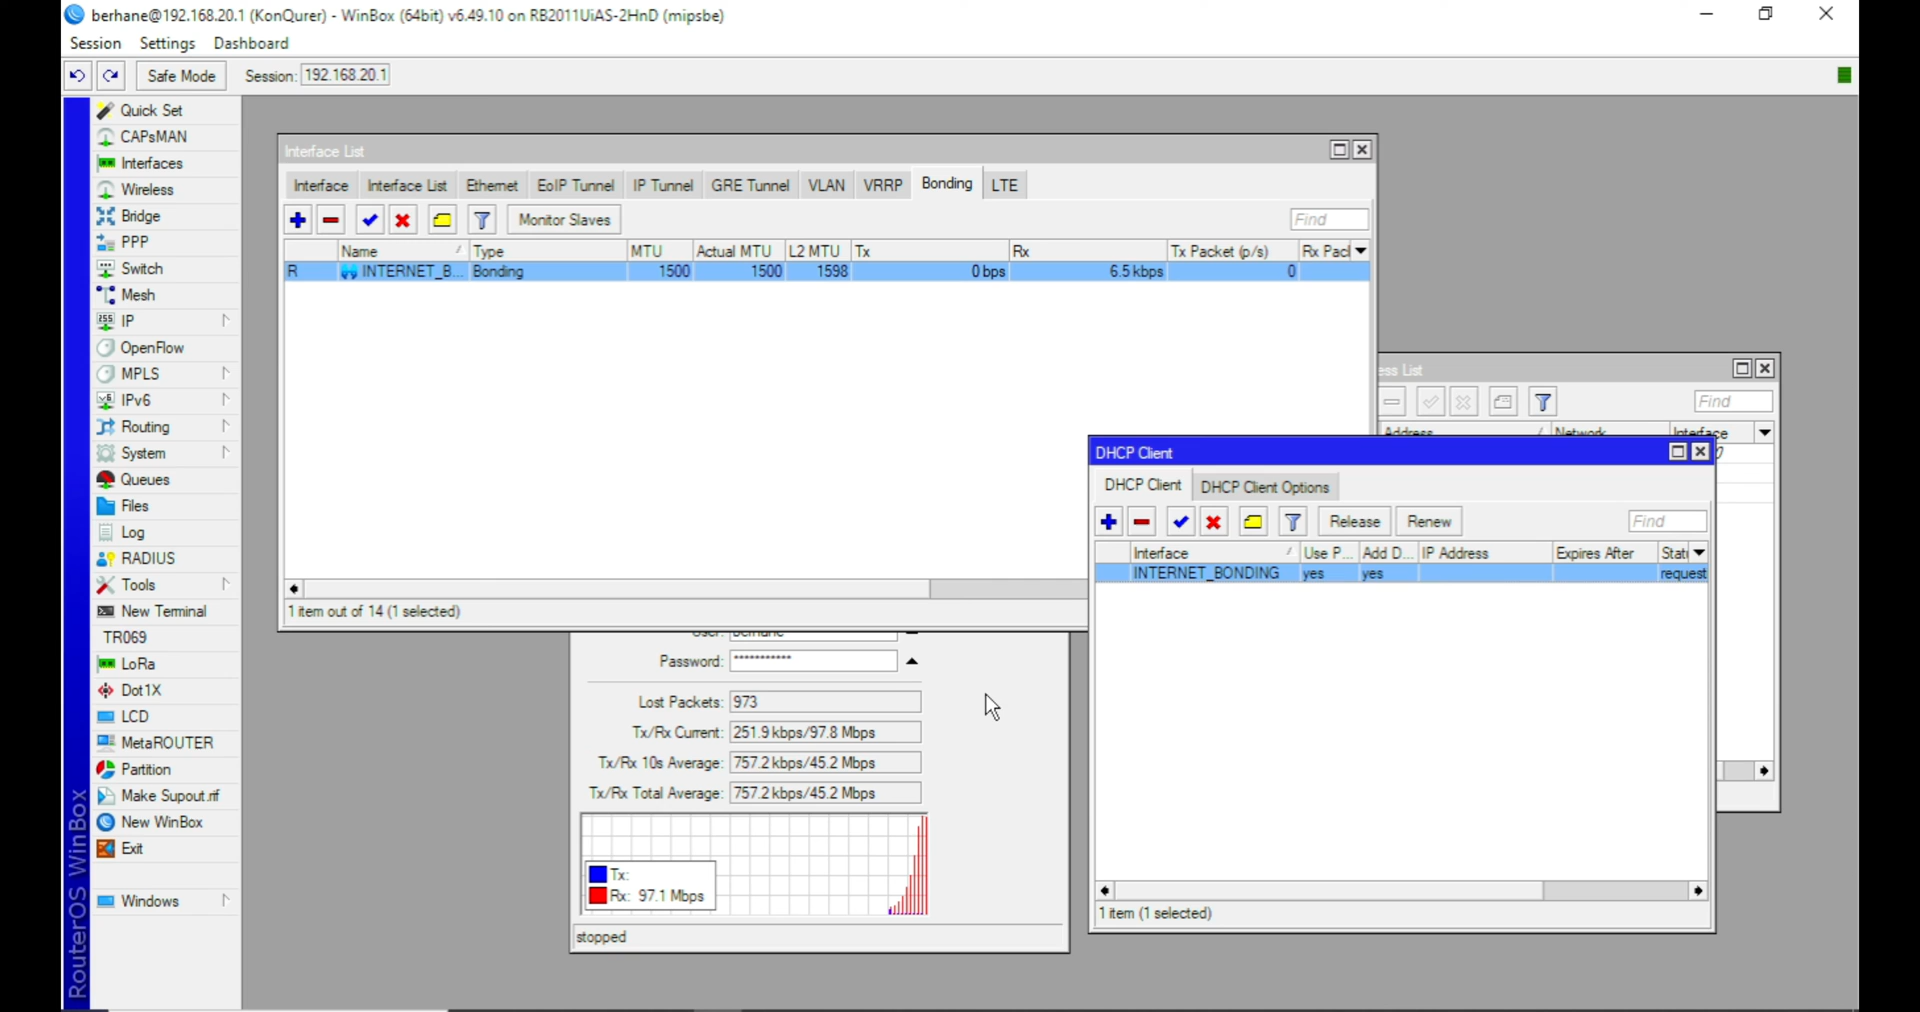 berhane@192.168.20.1 (KonQurer) - WinBox (64bit) v6.49.10 on RB2011UiAS-2HnD (mipsbe)
Session Settings Dashboard
Safe Mode Session: 192.168.20.1
Quick Set
CAPsMAN
Interfaces
Wireless
Bridge
PPP
Switch
Mesh
IP
OpenFlow
MPLS
IPv6
Routing
System
Queues
Files
Log
RADIUS
Tools
New Terminal
TR069
LoRa
Dot1X
LCD
MetaROUTER
Partition
Make Supout.rif
New WinBox
Exit
Windows
RouterOS WinBox
Interface List
Interface Interface List Ethernet EoIP Tunnel IP Tunnel GRE Tunnel VLAN VRRP Bonding LTE
Monitor Slaves Find
Name Type MTU Actual MTU L2 MTU Tx Rx Tx Packet (p/s) Rx Pacl
R INTERNET_B... Bonding 1500 1500 1598 0 bps 6.5 kbps 0
1 item out of 14 (1 selected)
ess List
Find
Address Network Interface
DHCP Client
DHCP Client DHCP Client Options
Release Renew Find
Interface Use P... Add D... IP Address Expires After Stat
INTERNET_BONDING yes yes request
1 item (1 selected)
User: berhane
Password: ***********
Lost Packets: 973
Tx/Rx Current: 251.9 kbps/97.8 Mbps
Tx/Rx 10s Average: 757.2 kbps/45.2 Mbps
Tx/Rx Total Average: 757.2 kbps/45.2 Mbps
Tx:
Rx: 97.1 Mbps
stopped